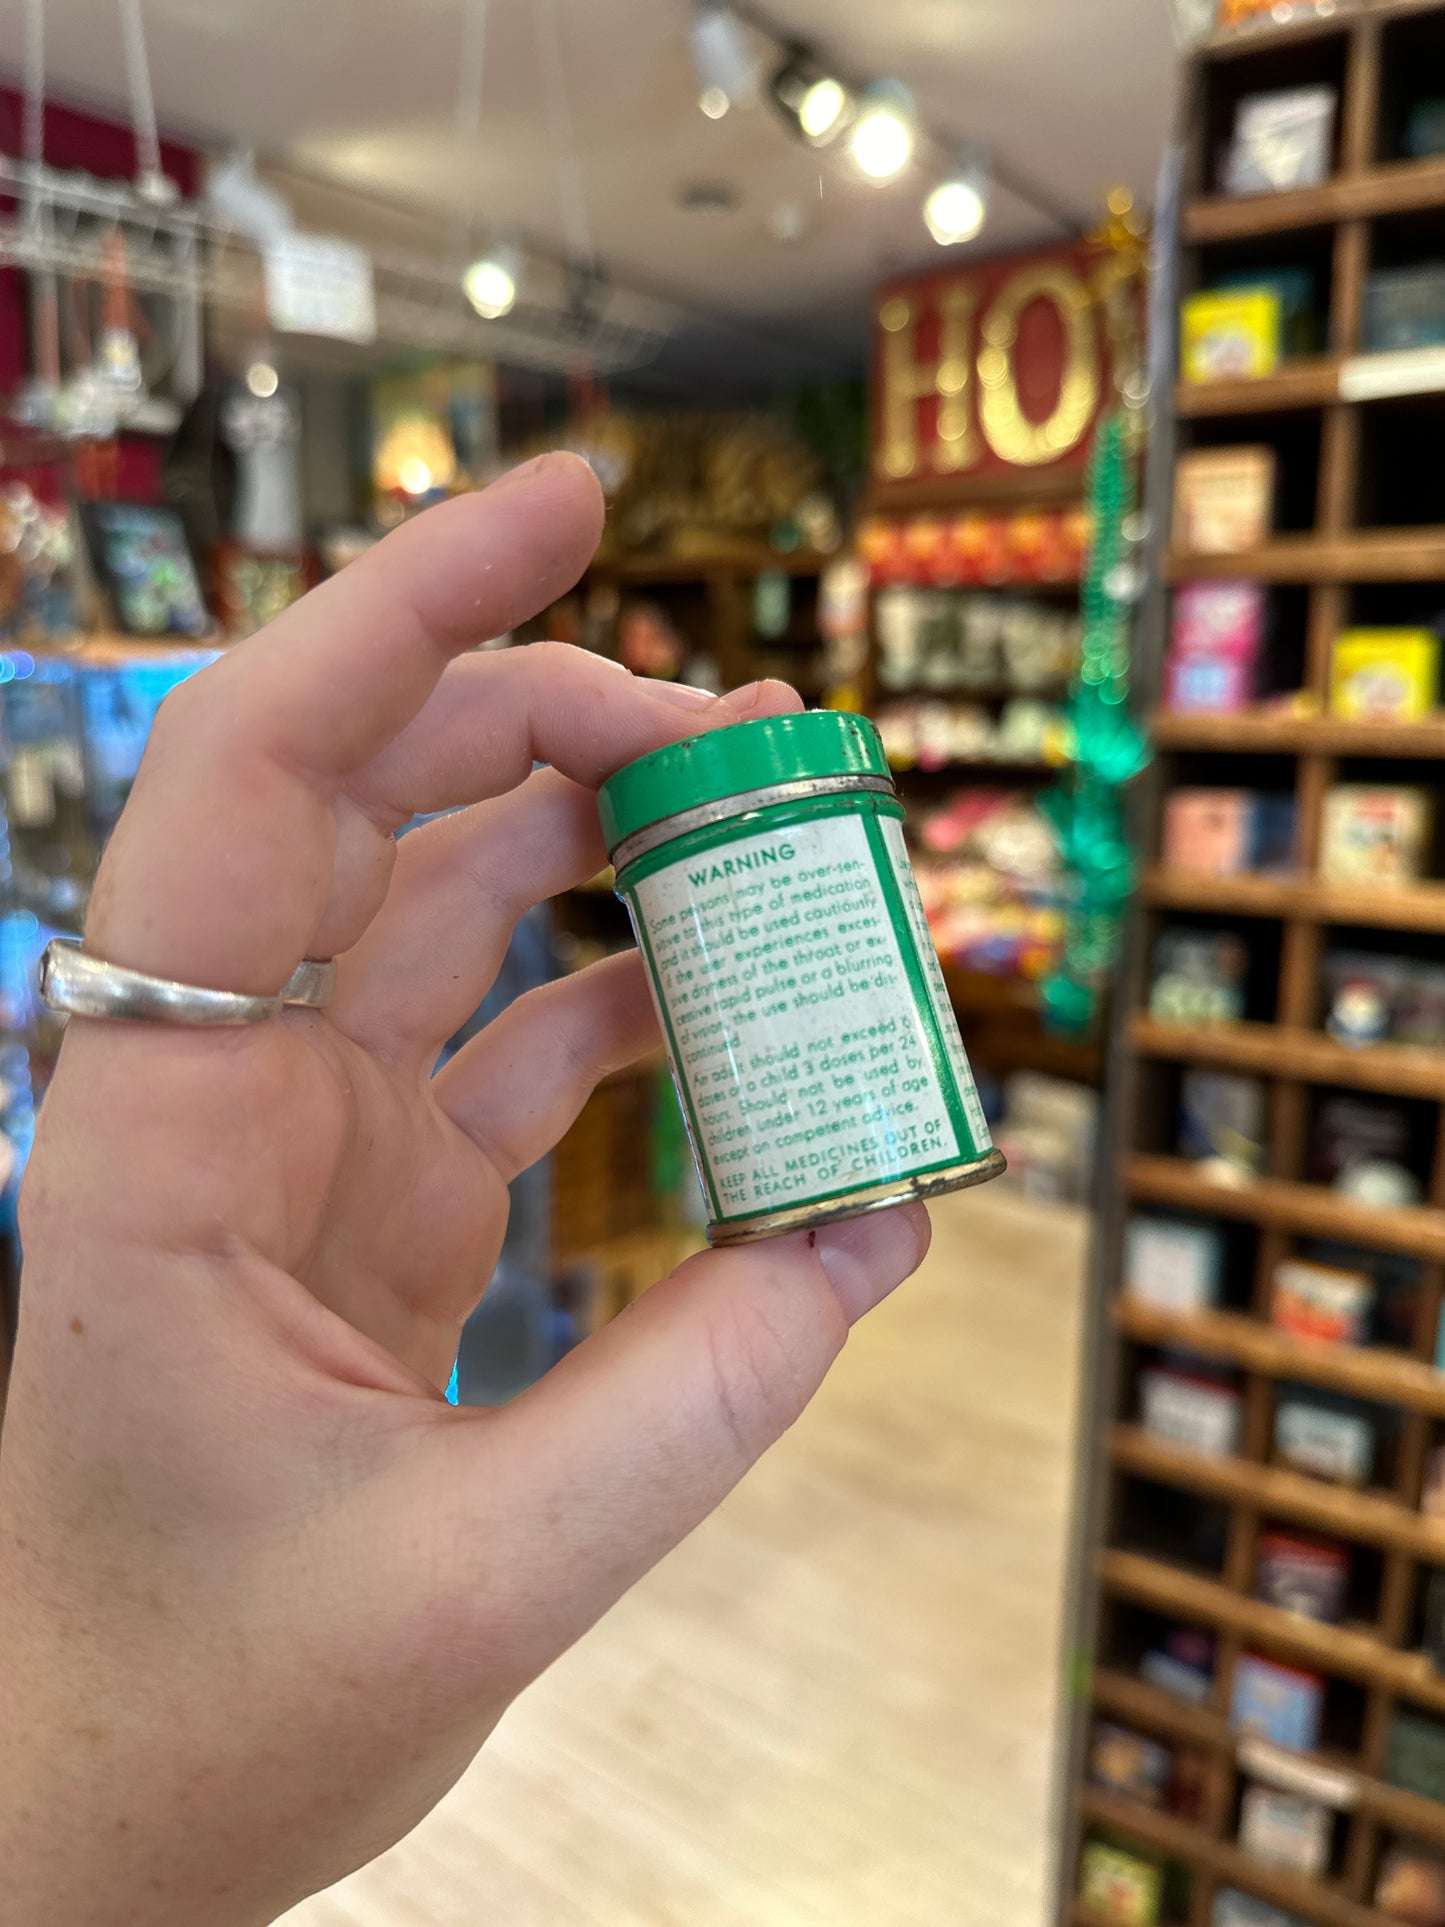 HO
WARNING
Some persons may be over-sen-
sitive to this type of medication
and it should be used cautiously
if the user experiences exces-
sive dryness of the throat or ex-
cessive rapid pulse or a blurring
of vision, the use should be dis-
continued.
An adult should not exceed 6
doses or a child 3 doses per 24
hours. Should not be used by
children under 12 years of age
except on competent advice.
KEEP ALL MEDICINES OUT OF
THE REACH OF CHILDREN.